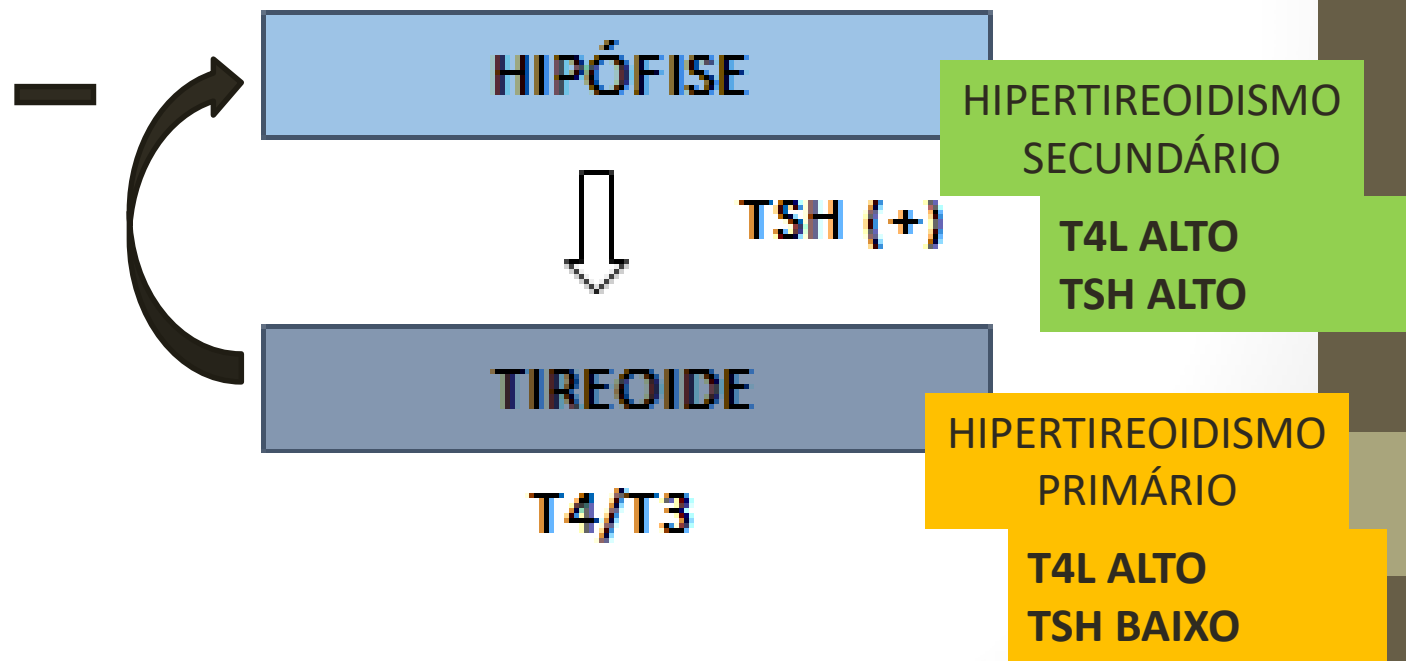 HIPÓFISE
HIPERTIREOIDISMO
SECUNDÁRIO
TSH (+)
T4L ALTO
TSH ALTO
TIREOIDE
HIPERTIREOIDISMO
PRIMÁRIO
T4/T3
T4L ALTO
TSH BAIXO